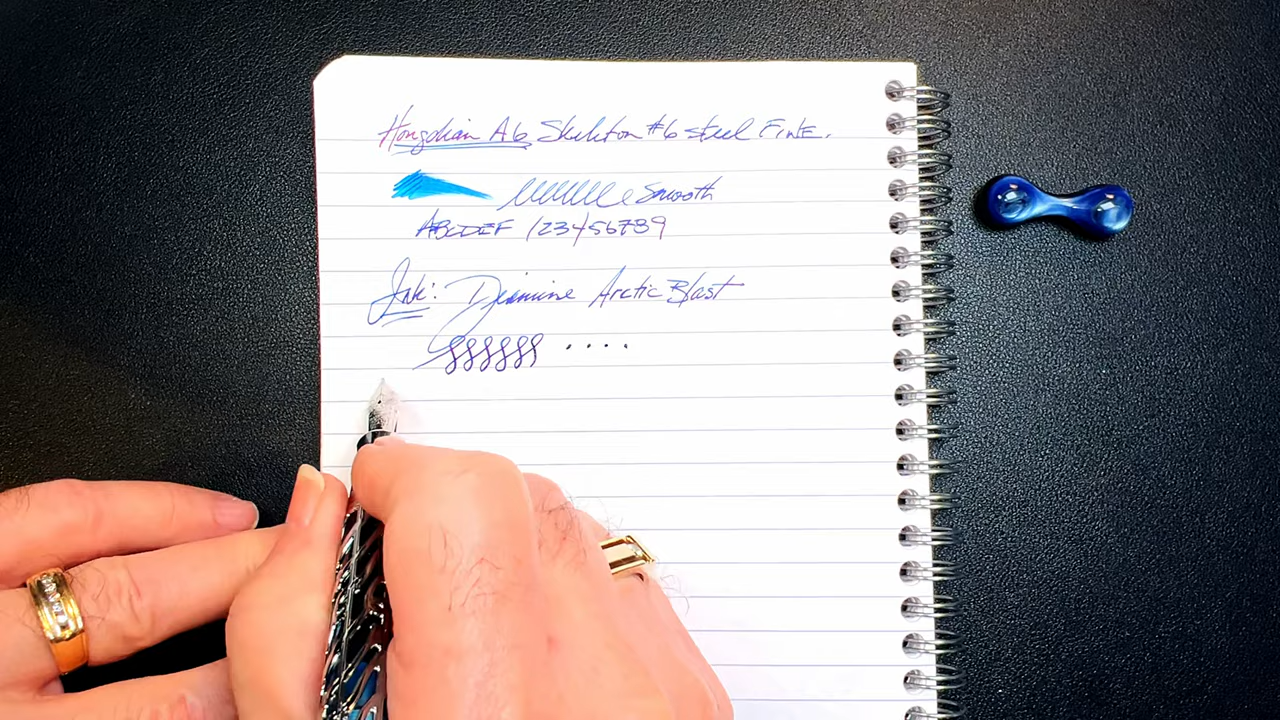 Hongdian A6 Skeleton #6 steel FINE.
Smooth
ABCDEF 123456789
Ink: Diamine Arctic Blast